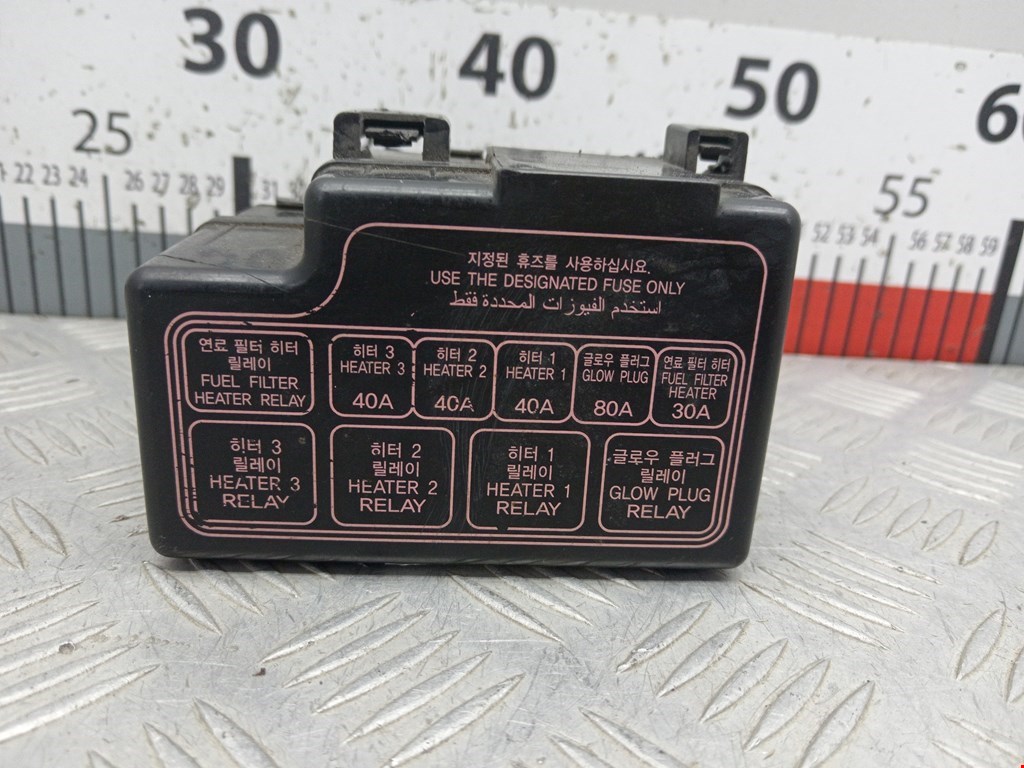 30
40
50
60
25
55
22 23 24 26 27 28 29 31
52 53 54 56 57 58 59
지정된 휴즈를 사용하십시요.
USE THE DESIGNATED FUSE ONLY
استخدم الفيوزات المحددة فقط
연료 필터 히터
릴레이
FUEL FILTER
HEATER RELAY
히터 3
HEATER 3
40A
히터 2
HEATER 2
40A
히터 1
HEATER 1
40A
글로우 플러그
GLOW PLUG
80A
연료 필터 히터
FUEL FILTER
HEATER
30A
히터 3
릴레이
HEATER 3
RELAY
히터 2
릴레이
HEATER 2
RELAY
히터 1
릴레이
HEATER 1
RELAY
글로우 플러그
릴레이
GLOW PLUG
RELAY